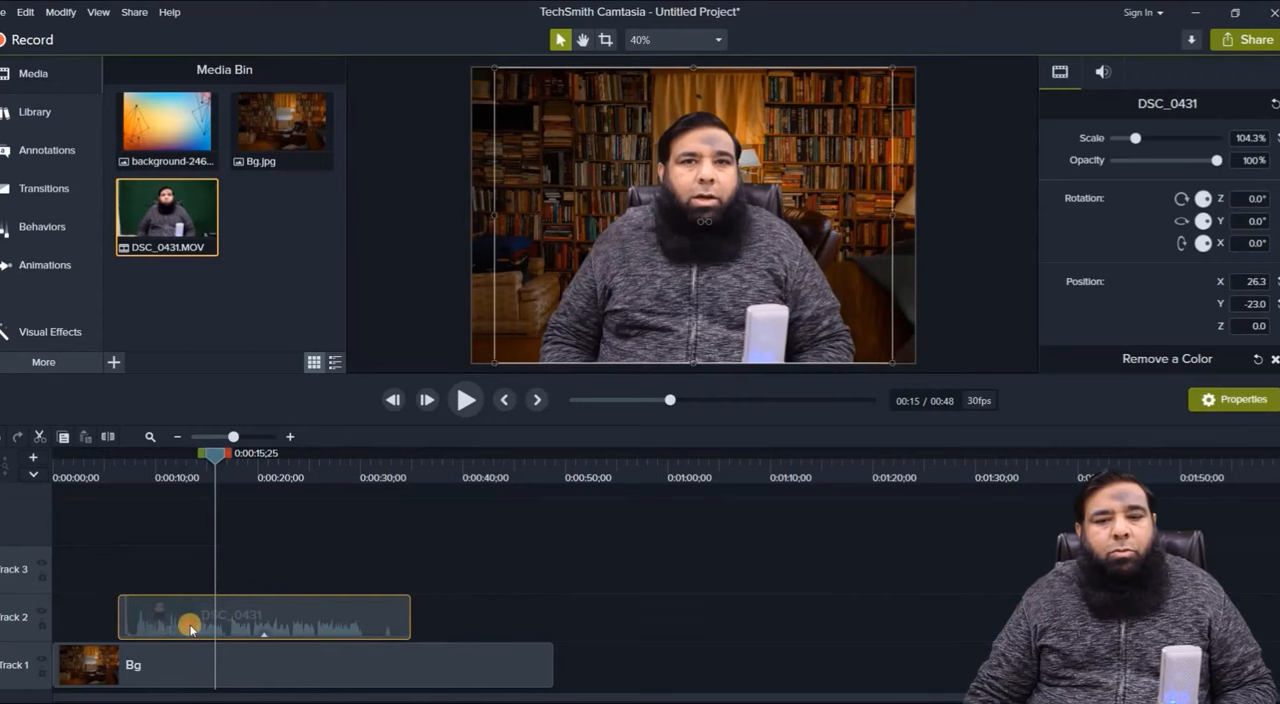 e Edit Modify View Share Help TechSmith Camtasia - Untitled Project* Sign In
Record 40% Share
Media
Library
Annotations
Transitions
Behaviors
Animations
Visual Effects
More
Media Bin
background-246...
Bg.jpg
DSC_0431.MOV
DSC_0431
Scale 104.3%
Opacity 100%
Rotation: Z 0.0°
Y 0.0°
X 0.0°
Position: X 26.3
Y -23.0
Z 0.0
Remove a Color
00:15 / 00:48 30fps
Properties
0:00:15;25
0:00:00;00 0:00:10;00 0:00:20;00 0:00:30;00 0:00:40;00 0:00:50;00 0:01:00;00 0:01:10;00 0:01:20;00 0:01:30;00 0:01:50;00
rack 3
rack 2 DSC_0431
rack 1 Bg